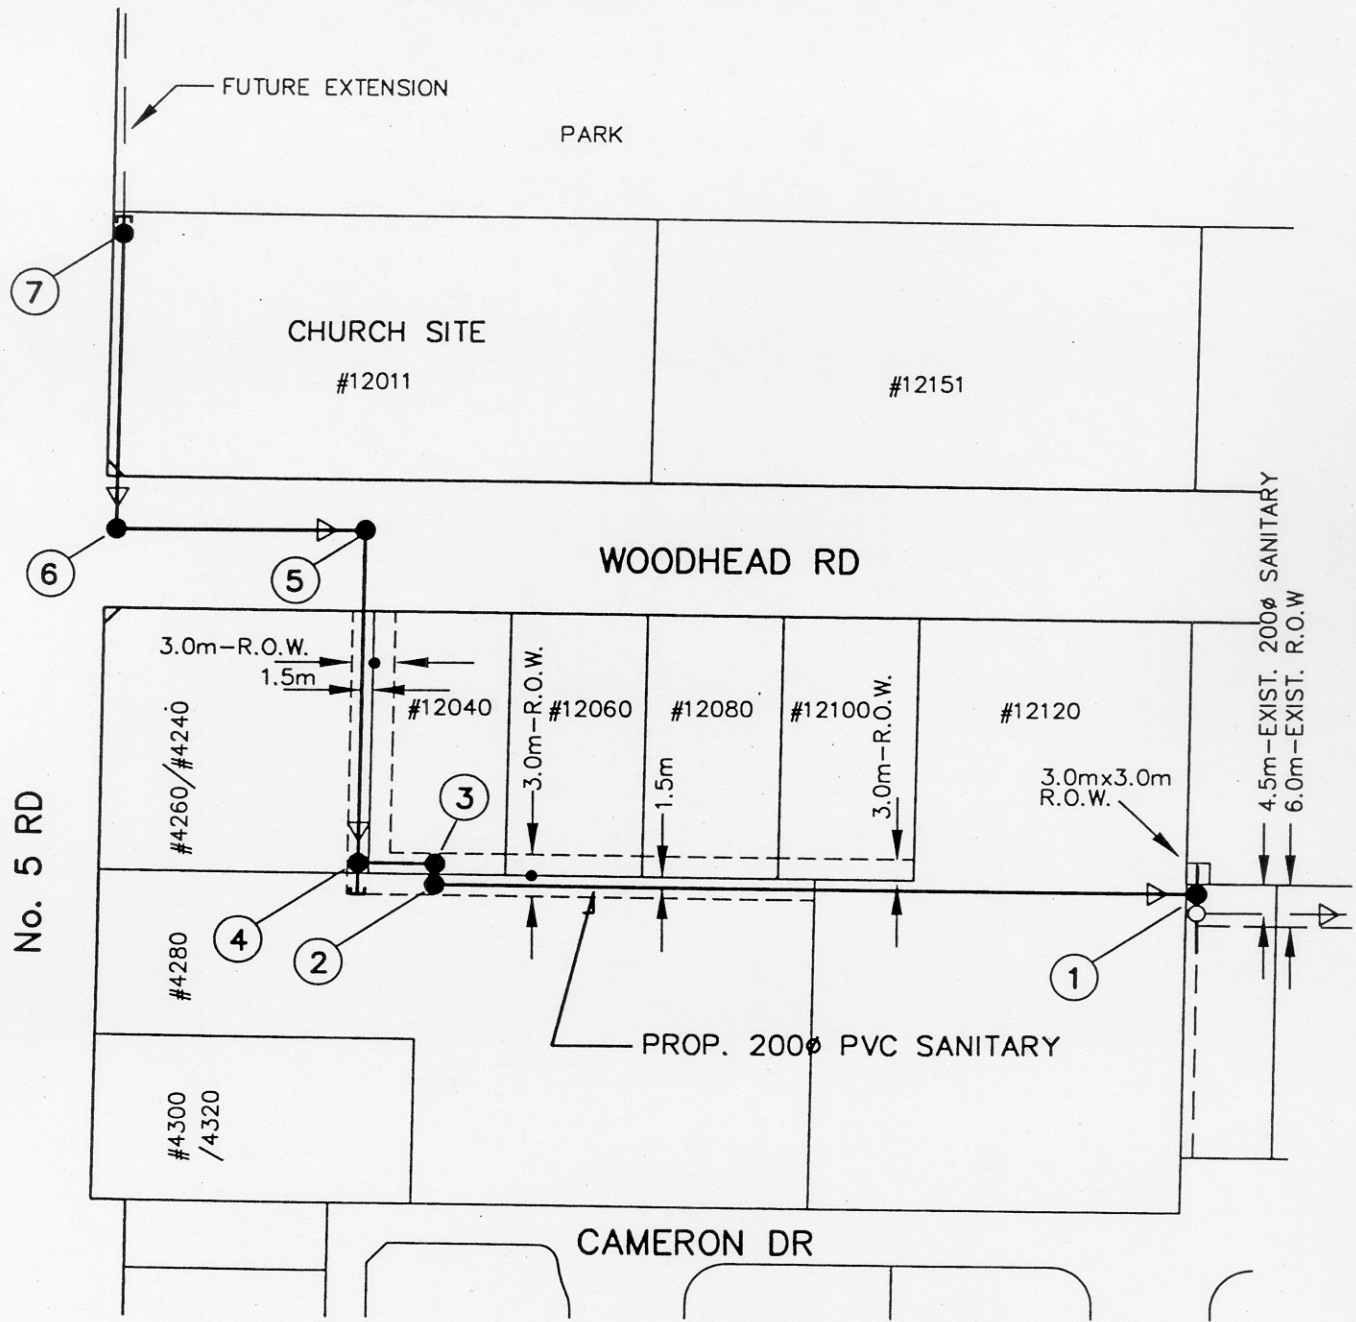 FUTURE EXTENSION
PARK
7
CHURCH SITE
#12011
#12151
6
5
WOODHEAD RD
4.5m-EXIST. 200ø SANITARY
6.0m-EXIST. R.O.W
3.0m-R.O.W.
1.5m
#4260/#4240
#12040
3.0m-R.O.W.
#12060
#12080
1.5m
#12100
3.0m-R.O.W.
#12120
3.0mx3.0m
R.O.W.
No. 5 RD
3
4
2
1
#4280
PROP. 200ø PVC SANITARY
#4300
/4320
CAMERON DR